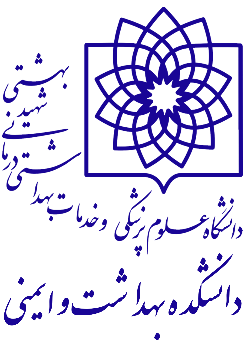 دانشگاه علوم پزشکی و خدمات بهداشتی درمانی شهید بهشتی
دانشکده بهداشت و ایمنی